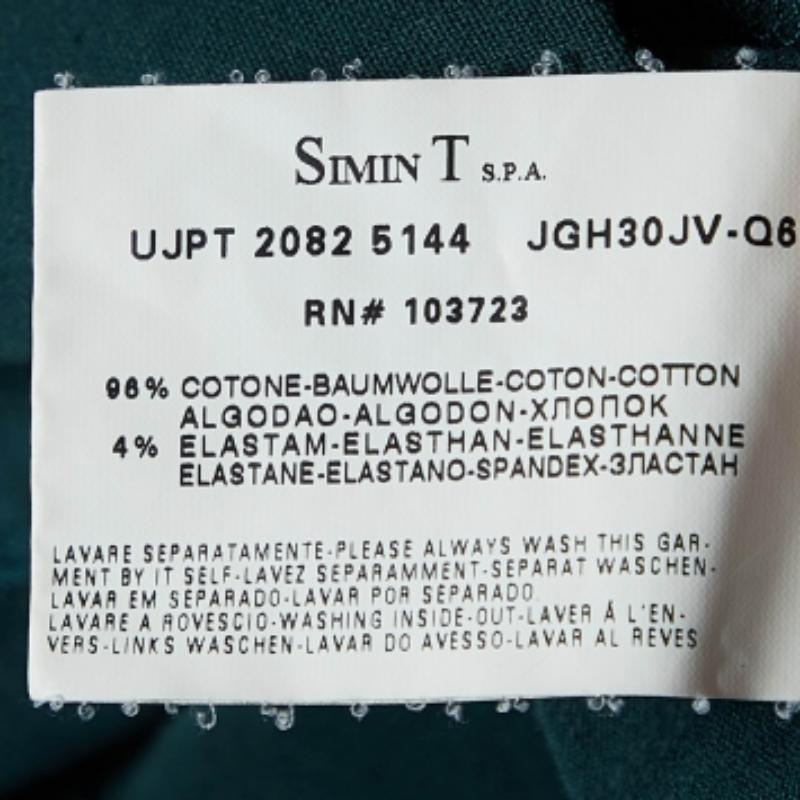 SIMIN T S.P.A.
UJPT 2082 5144 JGH30JV-Q6
RN# 103723
96% COTONE-BAUMWOLLE-COTON-COTTON
ALGODAO-ALGODON-ХЛОПОК
4% ELASTAM-ELASTHAN-ELASTHANNE
ELASTANE-ELASTANO-SPANDEX-ЗЛАСТАН
LAVARE SEPARATAMENTE-PLEASE ALWAYS WASH THIS GAR-
MENT BY IT SELF-LAVEZ SEPARAMMENT-SEPARAT WASCHEN-
LAVAR EM SEPARADO-LAVAR POR SEPARADO
LAVARE A ROVESCIO-WASHING INSIDE-OUT-LAVER Á L'EN-
VERS-LINKS WASCHEN-LAVAR DO AVESSO-LAVAR AL REVES